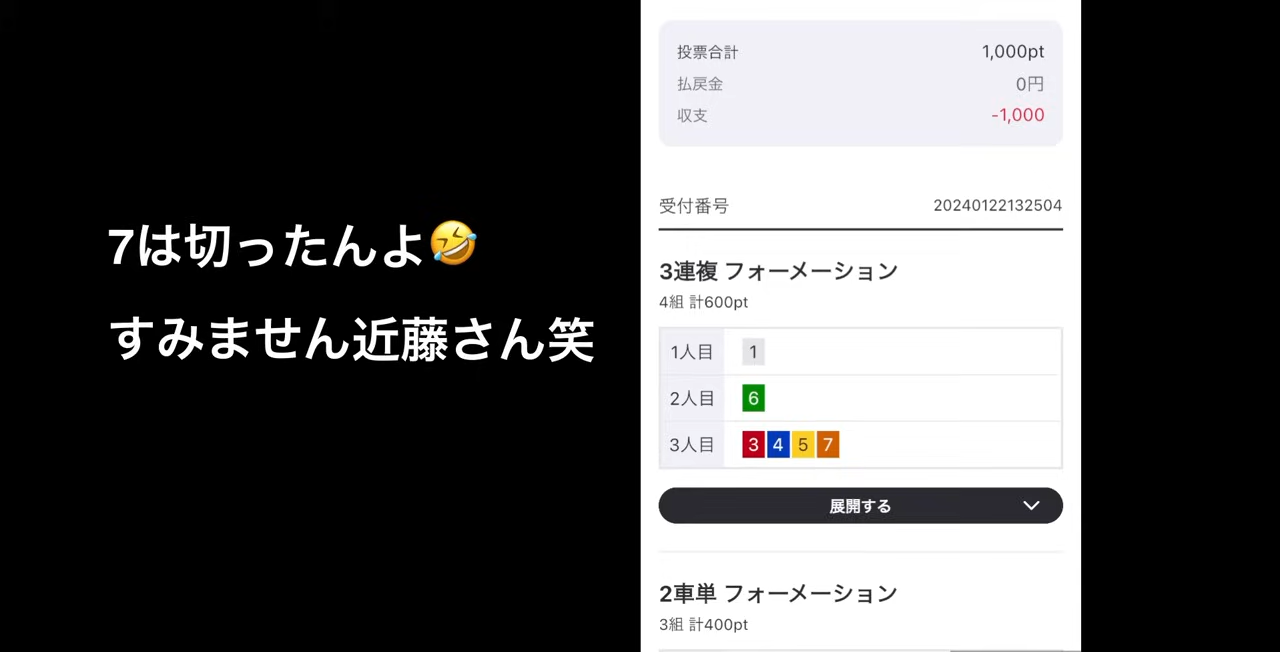 7は切ったんよ🤣
すみません近藤さん笑
投票合計 1,000pt
払戻金 0円
収支 -1,000
受付番号 20240122132504
3連複 フォーメーション
4組 計600pt
1人目 1
2人目 6
3人目 3 4 5 7
展開する
2車単 フォーメーション
3組 計400pt